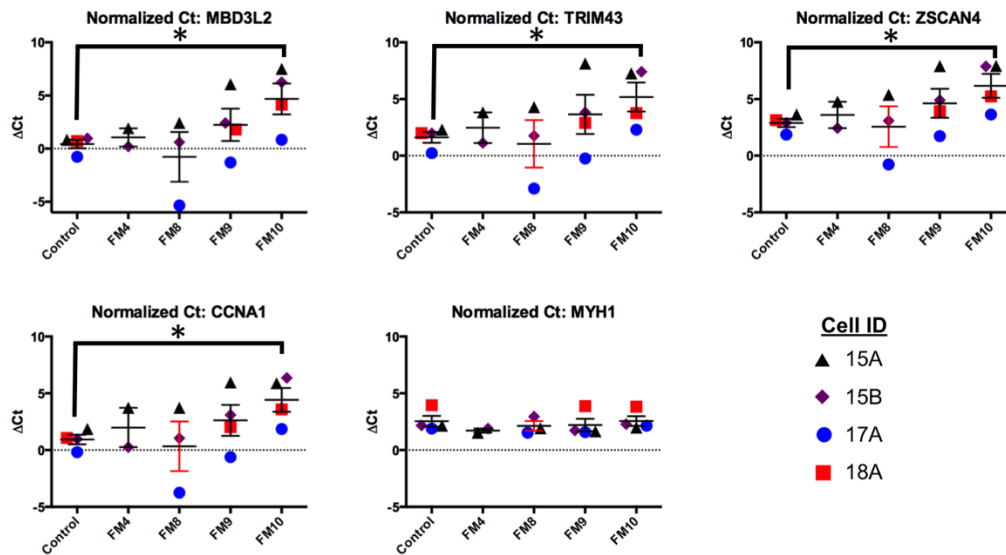 Normalized Ct: MBD3L2
*
10
5
0
-5
ΔCt
Control
FM4
FM8
FM9
FM10
Normalized Ct: TRIM43
*
10
5
0
-5
ΔCt
Control
FM4
FM8
FM9
FM10
Normalized Ct: ZSCAN4
*
10
5
0
-5
ΔCt
Control
FM4
FM8
FM9
FM10
Normalized Ct: CCNA1
*
10
5
0
-5
ΔCt
Control
FM4
FM8
FM9
FM10
Normalized Ct: MYH1
10
5
0
-5
ΔCt
Control
FM4
FM8
FM9
FM10
Cell ID
15A
15B
17A
18A